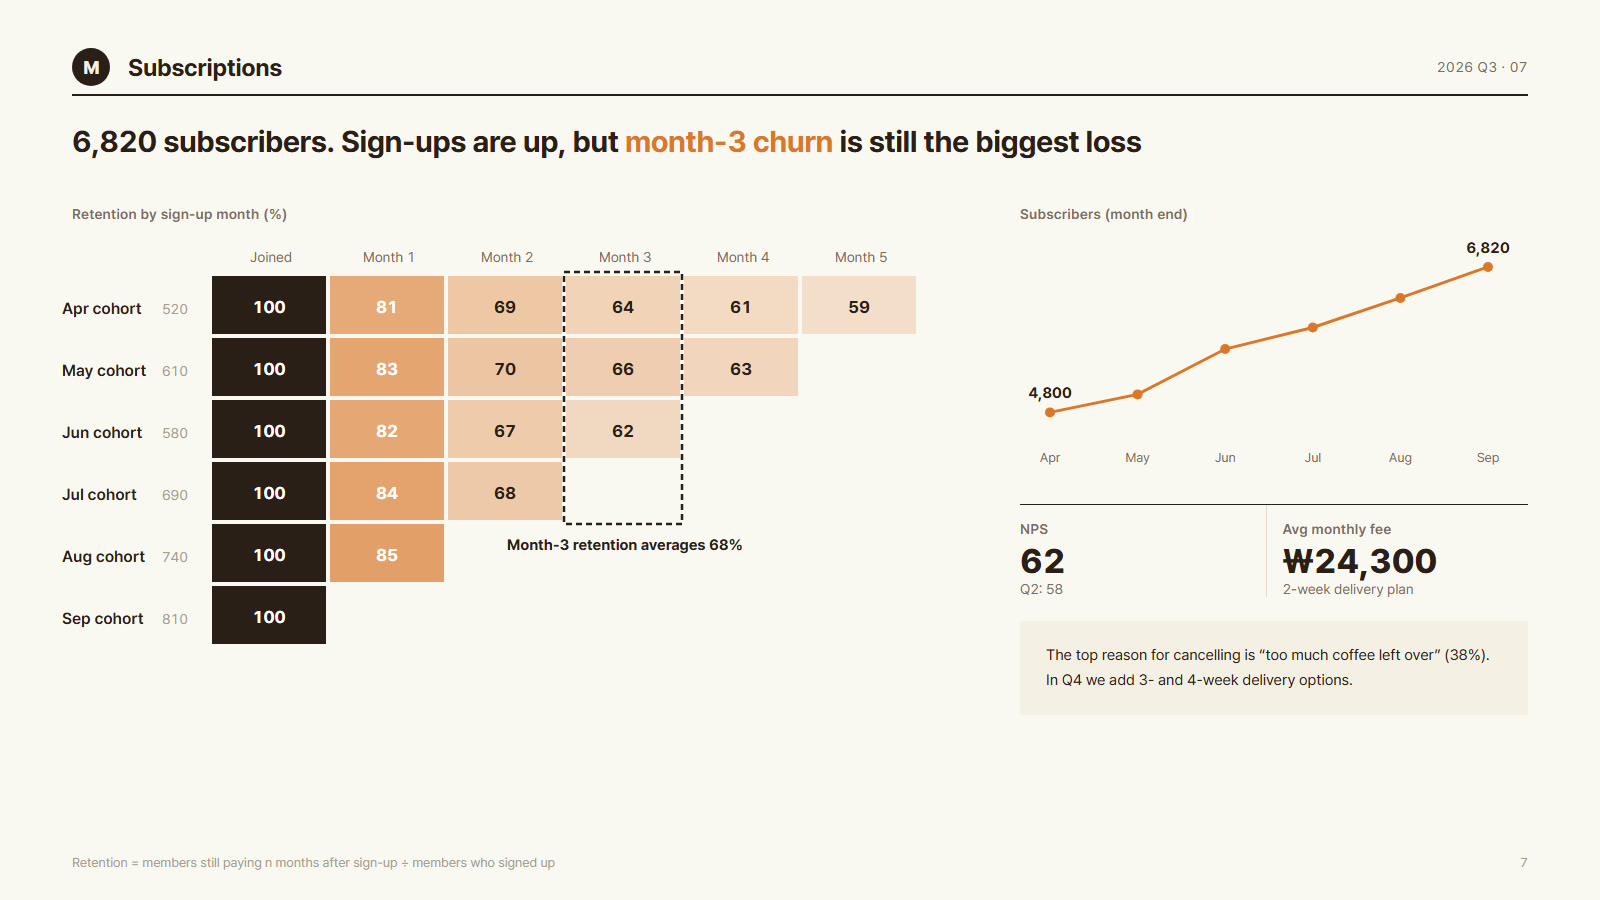 M
Subscriptions
2026 Q3 · 07
6,820 subscribers. Sign-ups are up, but month-3 churn is still the biggest loss
Retention by sign-up month (%)
Joined Month 1 Month 2 Month 3 Month 4 Month 5
Apr cohort 520 100 81 69 64 61 59
May cohort 610 100 83 70 66 63
Jun cohort 580 100 82 67 62
Jul cohort 690 100 84 68
Aug cohort 740 100 85
Month-3 retention averages 68%
Sep cohort 810 100
Subscribers (month end)
6,820
4,800
Apr May Jun Jul Aug Sep
NPS
62
Q2: 58
Avg monthly fee
₩24,300
2-week delivery plan
The top reason for cancelling is “too much coffee left over” (38%).
In Q4 we add 3- and 4-week delivery options.
Retention = members still paying n months after sign-up ÷ members who signed up
7